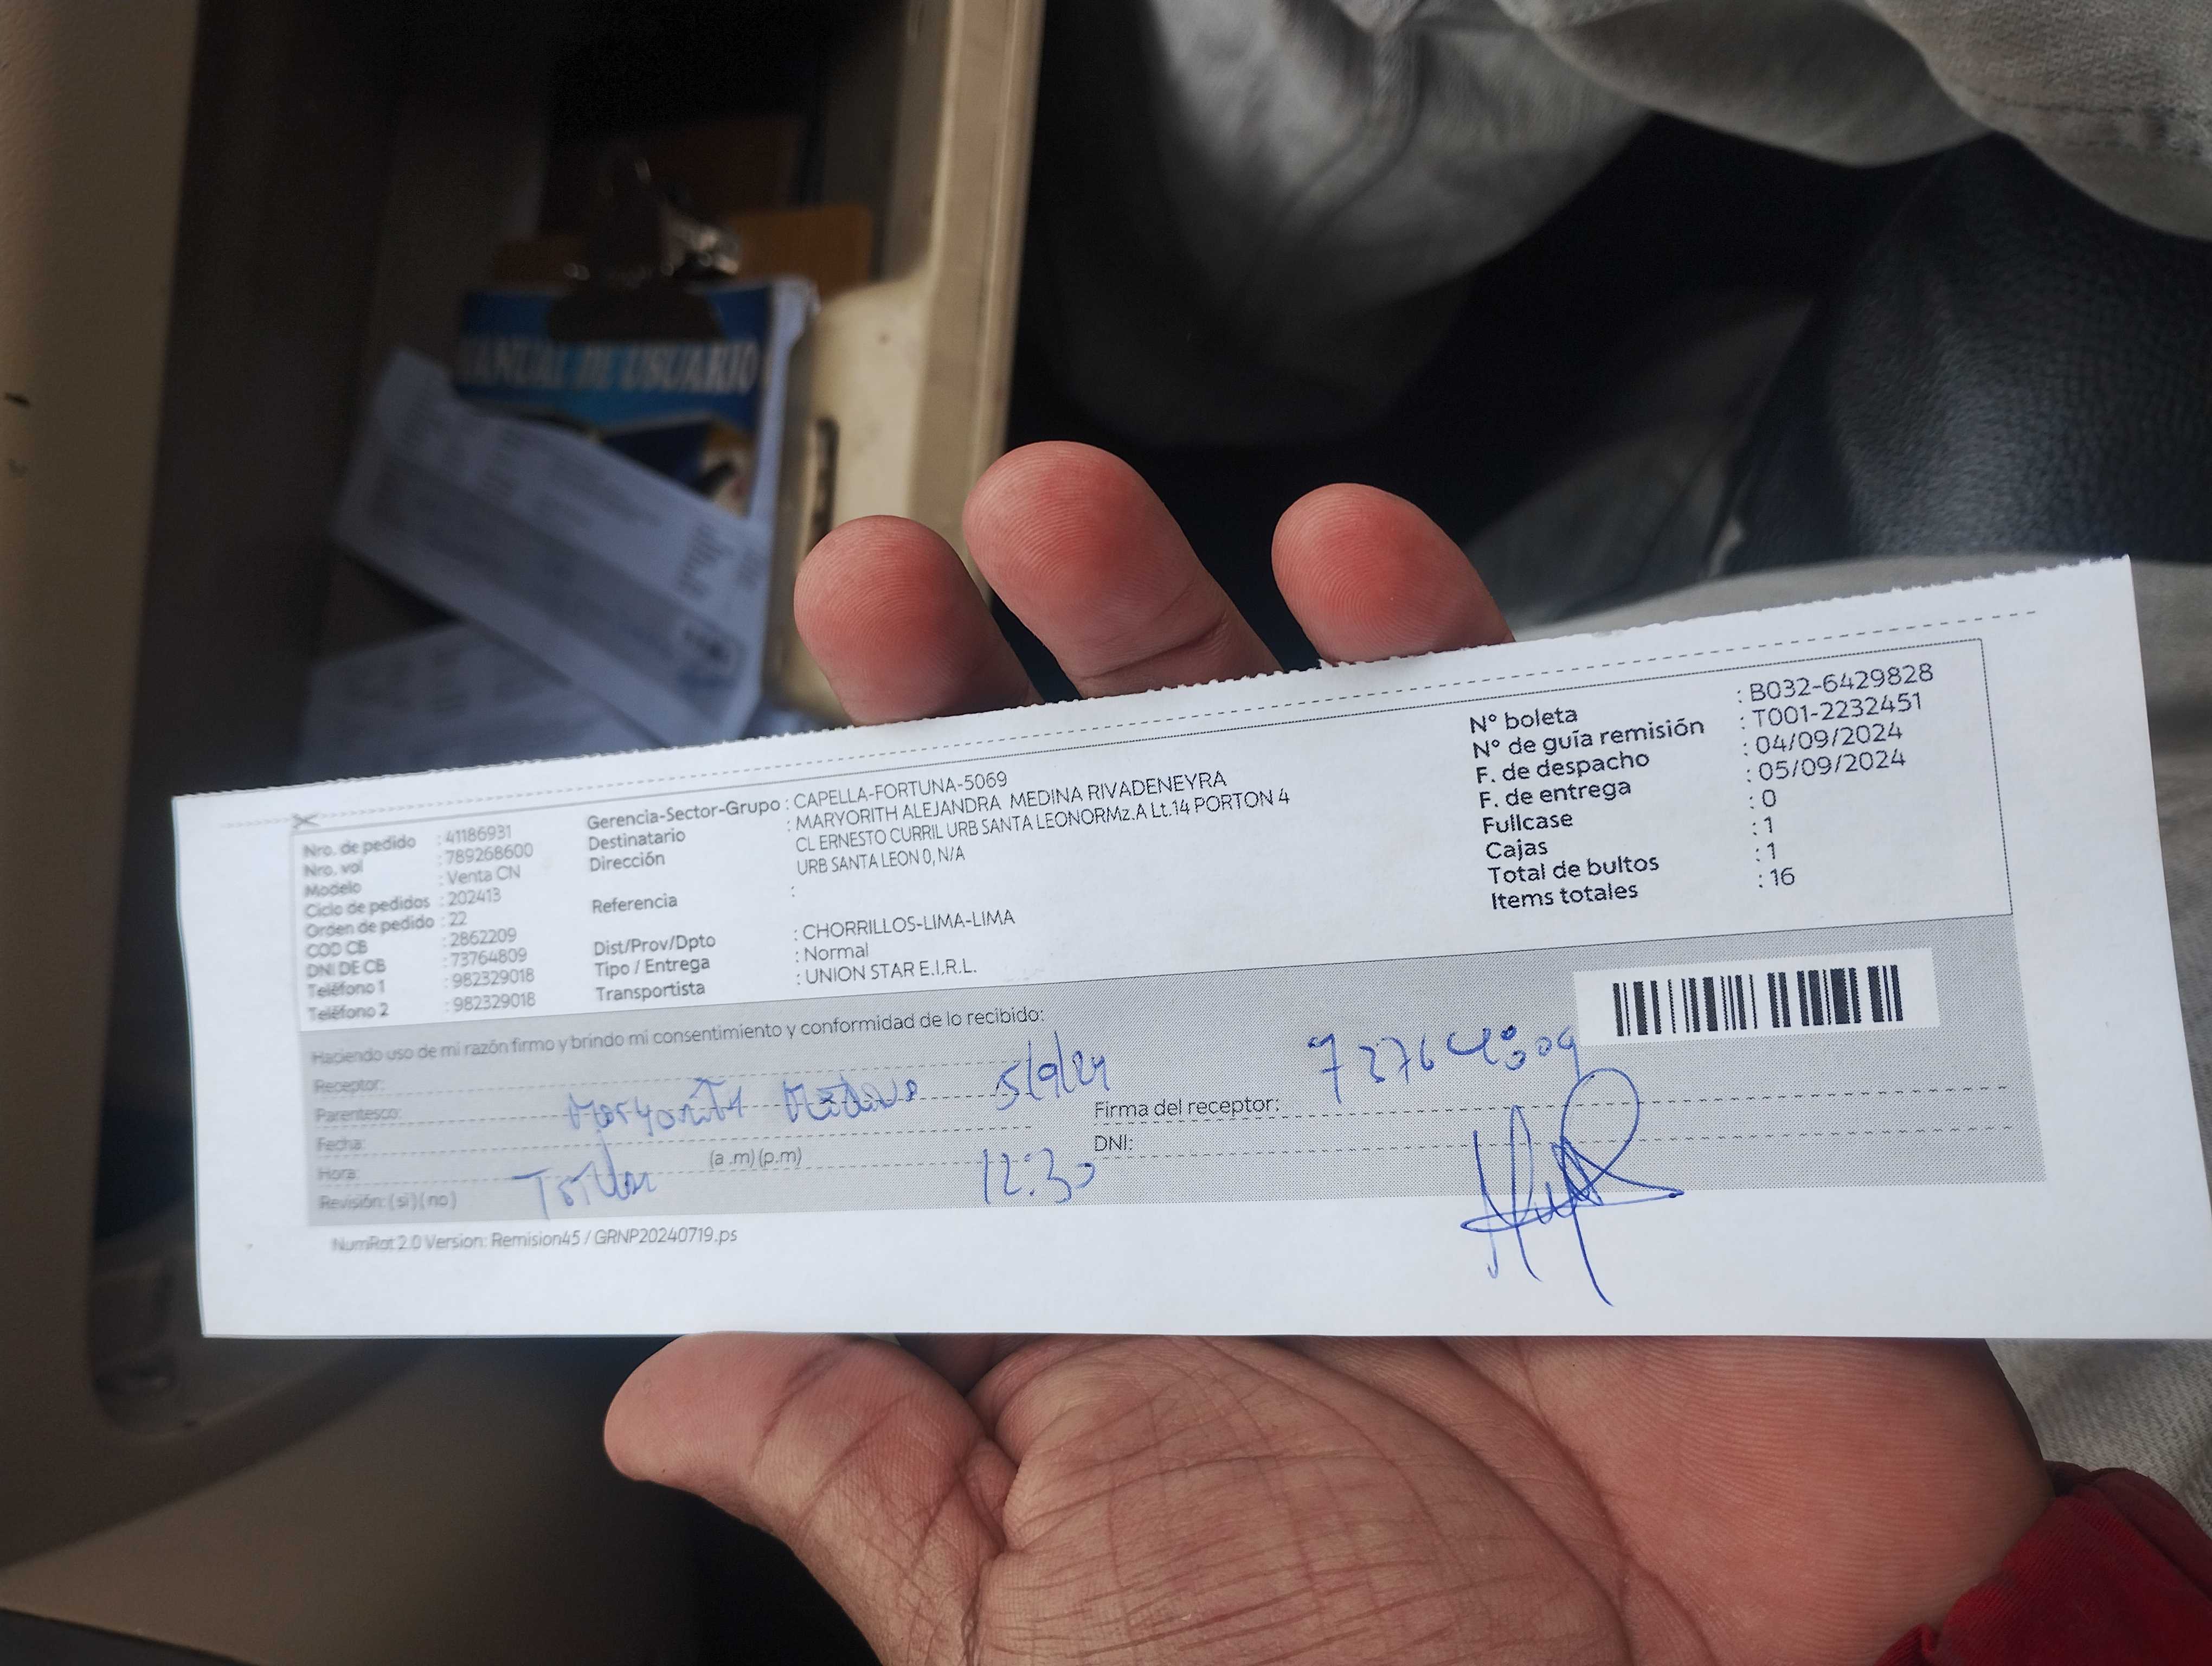 MANUAL DE USUARIO
Nro. de pedido : 41186931
Nro. vol : 789268600
Modelo : Venta CN
Ciclo de pedidos : 202413
Orden de pedido : 22
COD CB : 2862209
DNI DE CB : 73764809
Teléfono 1 : 982329018
Teléfono 2 : 982329018
Gerencia-Sector-Grupo : CAPELLA-FORTUNA-5069
Destinatario : MARYORITH ALEJANDRA MEDINA RIVADENEYRA
Dirección CL ERNESTO CURRIL URB SANTA LEONORMz.A Lt.14 PORTON 4
URB SANTA LEON 0, N/A
Referencia :
Dist/Prov/Dpto : CHORRILLOS-LIMA-LIMA
Tipo / Entrega : Normal
Transportista : UNION STAR E.I.R.L.
N° boleta : B032-6429828
N° de guía remisión : T001-2232451
F. de despacho : 04/09/2024
F. de entrega : 05/09/2024
Fullcase : 0
Cajas : 1
Total de bultos : 1
Items totales : 16
Haciendo uso de mi razón firmo y brindo mi consentimiento y conformidad de lo recibido:
Receptor:
Parentesco: Maryorith Medina 5/9/24
Fecha:
Hora: (a .m) (p.m)
Revisión: ( si ) ( no ) Titular 12:30
Firma del receptor: 73764809
DNI:
NumRot 2.0 Version: Remision45 / GRNP20240719.ps